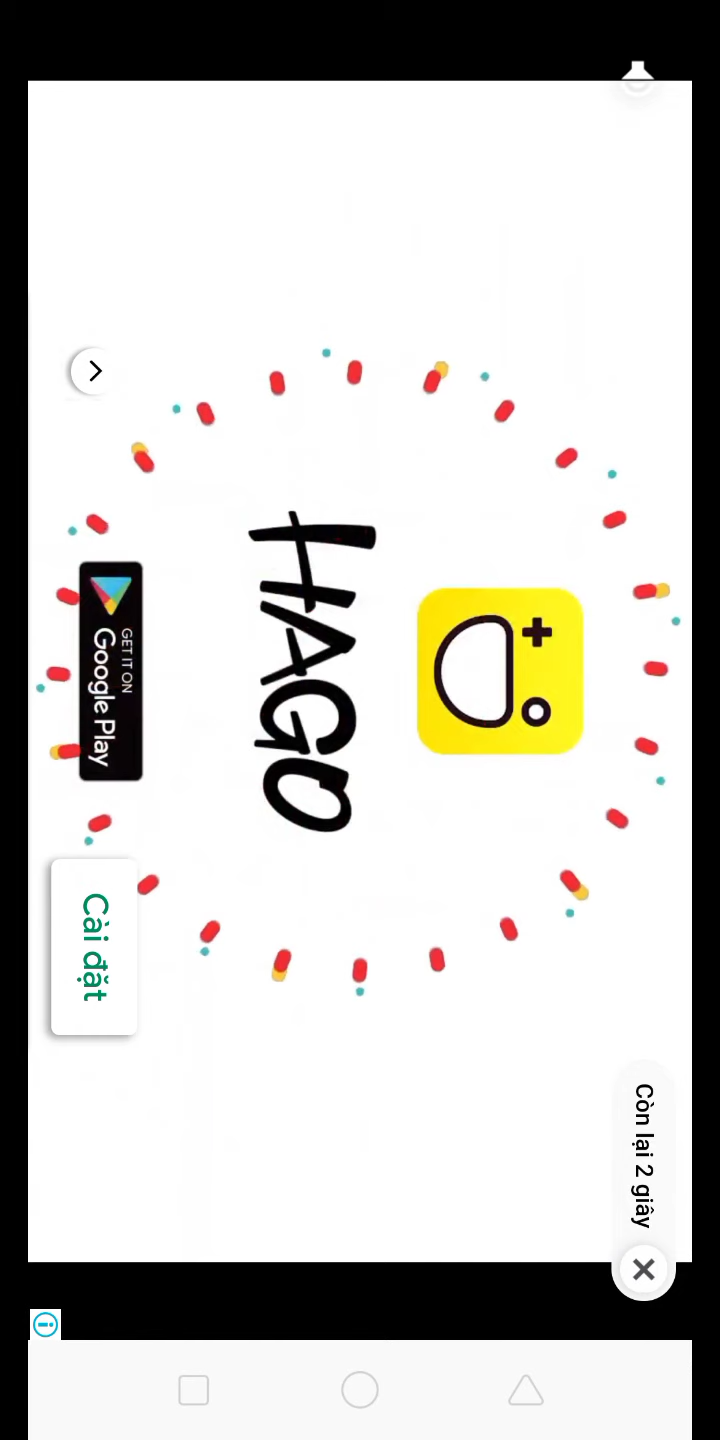 Còn lại 2 giây
HAGO
GET IT ON
Google Play
Cài đặt